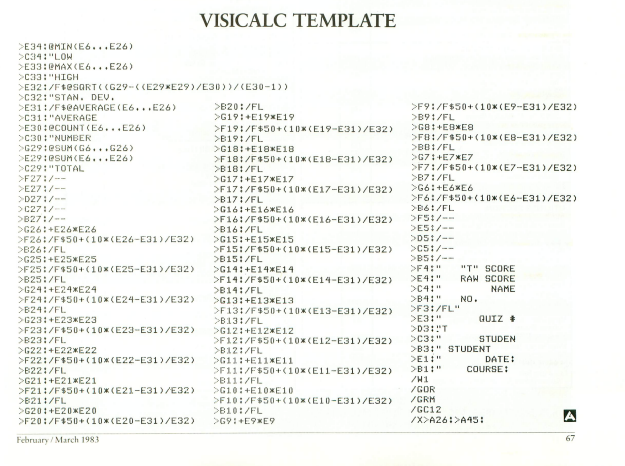 VISICALC TEMPLATE
>E34:@MIN(E6...E26)
>C34:"LOW
>E33:@MAX(E6...E26)
>C33:"HIGH
>E32:/F$@SQRT((G29-((E29*E29)/E30))/(E30-1))
>C32:"STAN. DEV.
>E31:/F$@AVERAGE(E6...E26)
>C31:"AVERAGE
>E30:@COUNT(E6...E26)
>C30:"NUMBER
>G29:@SUM(G6...G26)
>E29:@SUM(E6...E26)
>C29:"TOTAL
>F27:/--
>E27:/--
>D27:/--
>C27:/--
>B27:/--
>G26:+E26*E26
>F26:/F$50+(10*(E26-E31)/E32)
>B26:/FL
>G25:+E25*E25
>F25:/F$50+(10*(E25-E31)/E32)
>B25:/FL
>G24:+E24*E24
>F24:/F$50+(10*(E24-E31)/E32)
>B24:/FL
>G23:+E23*E23
>F23:/F$50+(10*(E23-E31)/E32)
>B23:/FL
>G22:+E22*E22
>F22:/F$50+(10*(E22-E31)/E32)
>B22:/FL
>G21:+E21*E21
>F21:/F$50+(10*(E21-E31)/E32)
>B21:/FL
>G20:+E20*E20
>F20:/F$50+(10*(E20-E31)/E32)
>B20:/FL
>G19:+E19*E19
>F19:/F$50+(10*(E19-E31)/E32)
>B19:/FL
>G18:+E18*E18
>F18:/F$50+(10*(E18-E31)/E32)
>B18:/FL
>G17:+E17*E17
>F17:/F$50+(10*(E17-E31)/E32)
>B17:/FL
>G16:+E16*E16
>F16:/F$50+(10*(E16-E31)/E32)
>B16:/FL
>G15:+E15*E15
>F15:/F$50+(10*(E15-E31)/E32)
>B15:/FL
>G14:+E14*E14
>F14:/F$50+(10*(E14-E31)/E32)
>B14:/FL
>G13:+E13*E13
>F13:/F$50+(10*(E13-E31)/E32)
>B13:/FL
>G12:+E12*E12
>F12:/F$50+(10*(E12-E31)/E32)
>B12:/FL
>G11:+E11*E11
>F11:/F$50+(10*(E11-E31)/E32)
>B11:/FL
>G10:+E10*E10
>F10:/F$50+(10*(E10-E31)/E32)
>B10:/FL
>G9:+E9*E9
>F9:/F$50+(10*(E9-E31)/E32)
>B9:/FL
>G8:+E8*E8
>F8:/F$50+(10*(E8-E31)/E32)
>B8:/FL
>G7:+E7*E7
>F7:/F$50+(10*(E7-E31)/E32)
>B7:/FL
>G6:+E6*E6
>F6:/F$50+(10*(E6-E31)/E32)
>B6:/FL
>F5:/--
>E5:/--
>D5:/--
>C5:/--
>B5:/--
>F4:" "T" SCORE
>E4:" RAW SCORE
>C4:" NAME
>B4:" NO.
>F3:/FL"
>E3:" QUIZ #
>D3:"T
>C3:" STUDEN
>B3:" STUDENT
>E1:" DATE:
>B1:" COURSE:
/W1
/GOR
/GRM
/GC12
/X>A26:>A45:
February / March 1983
67